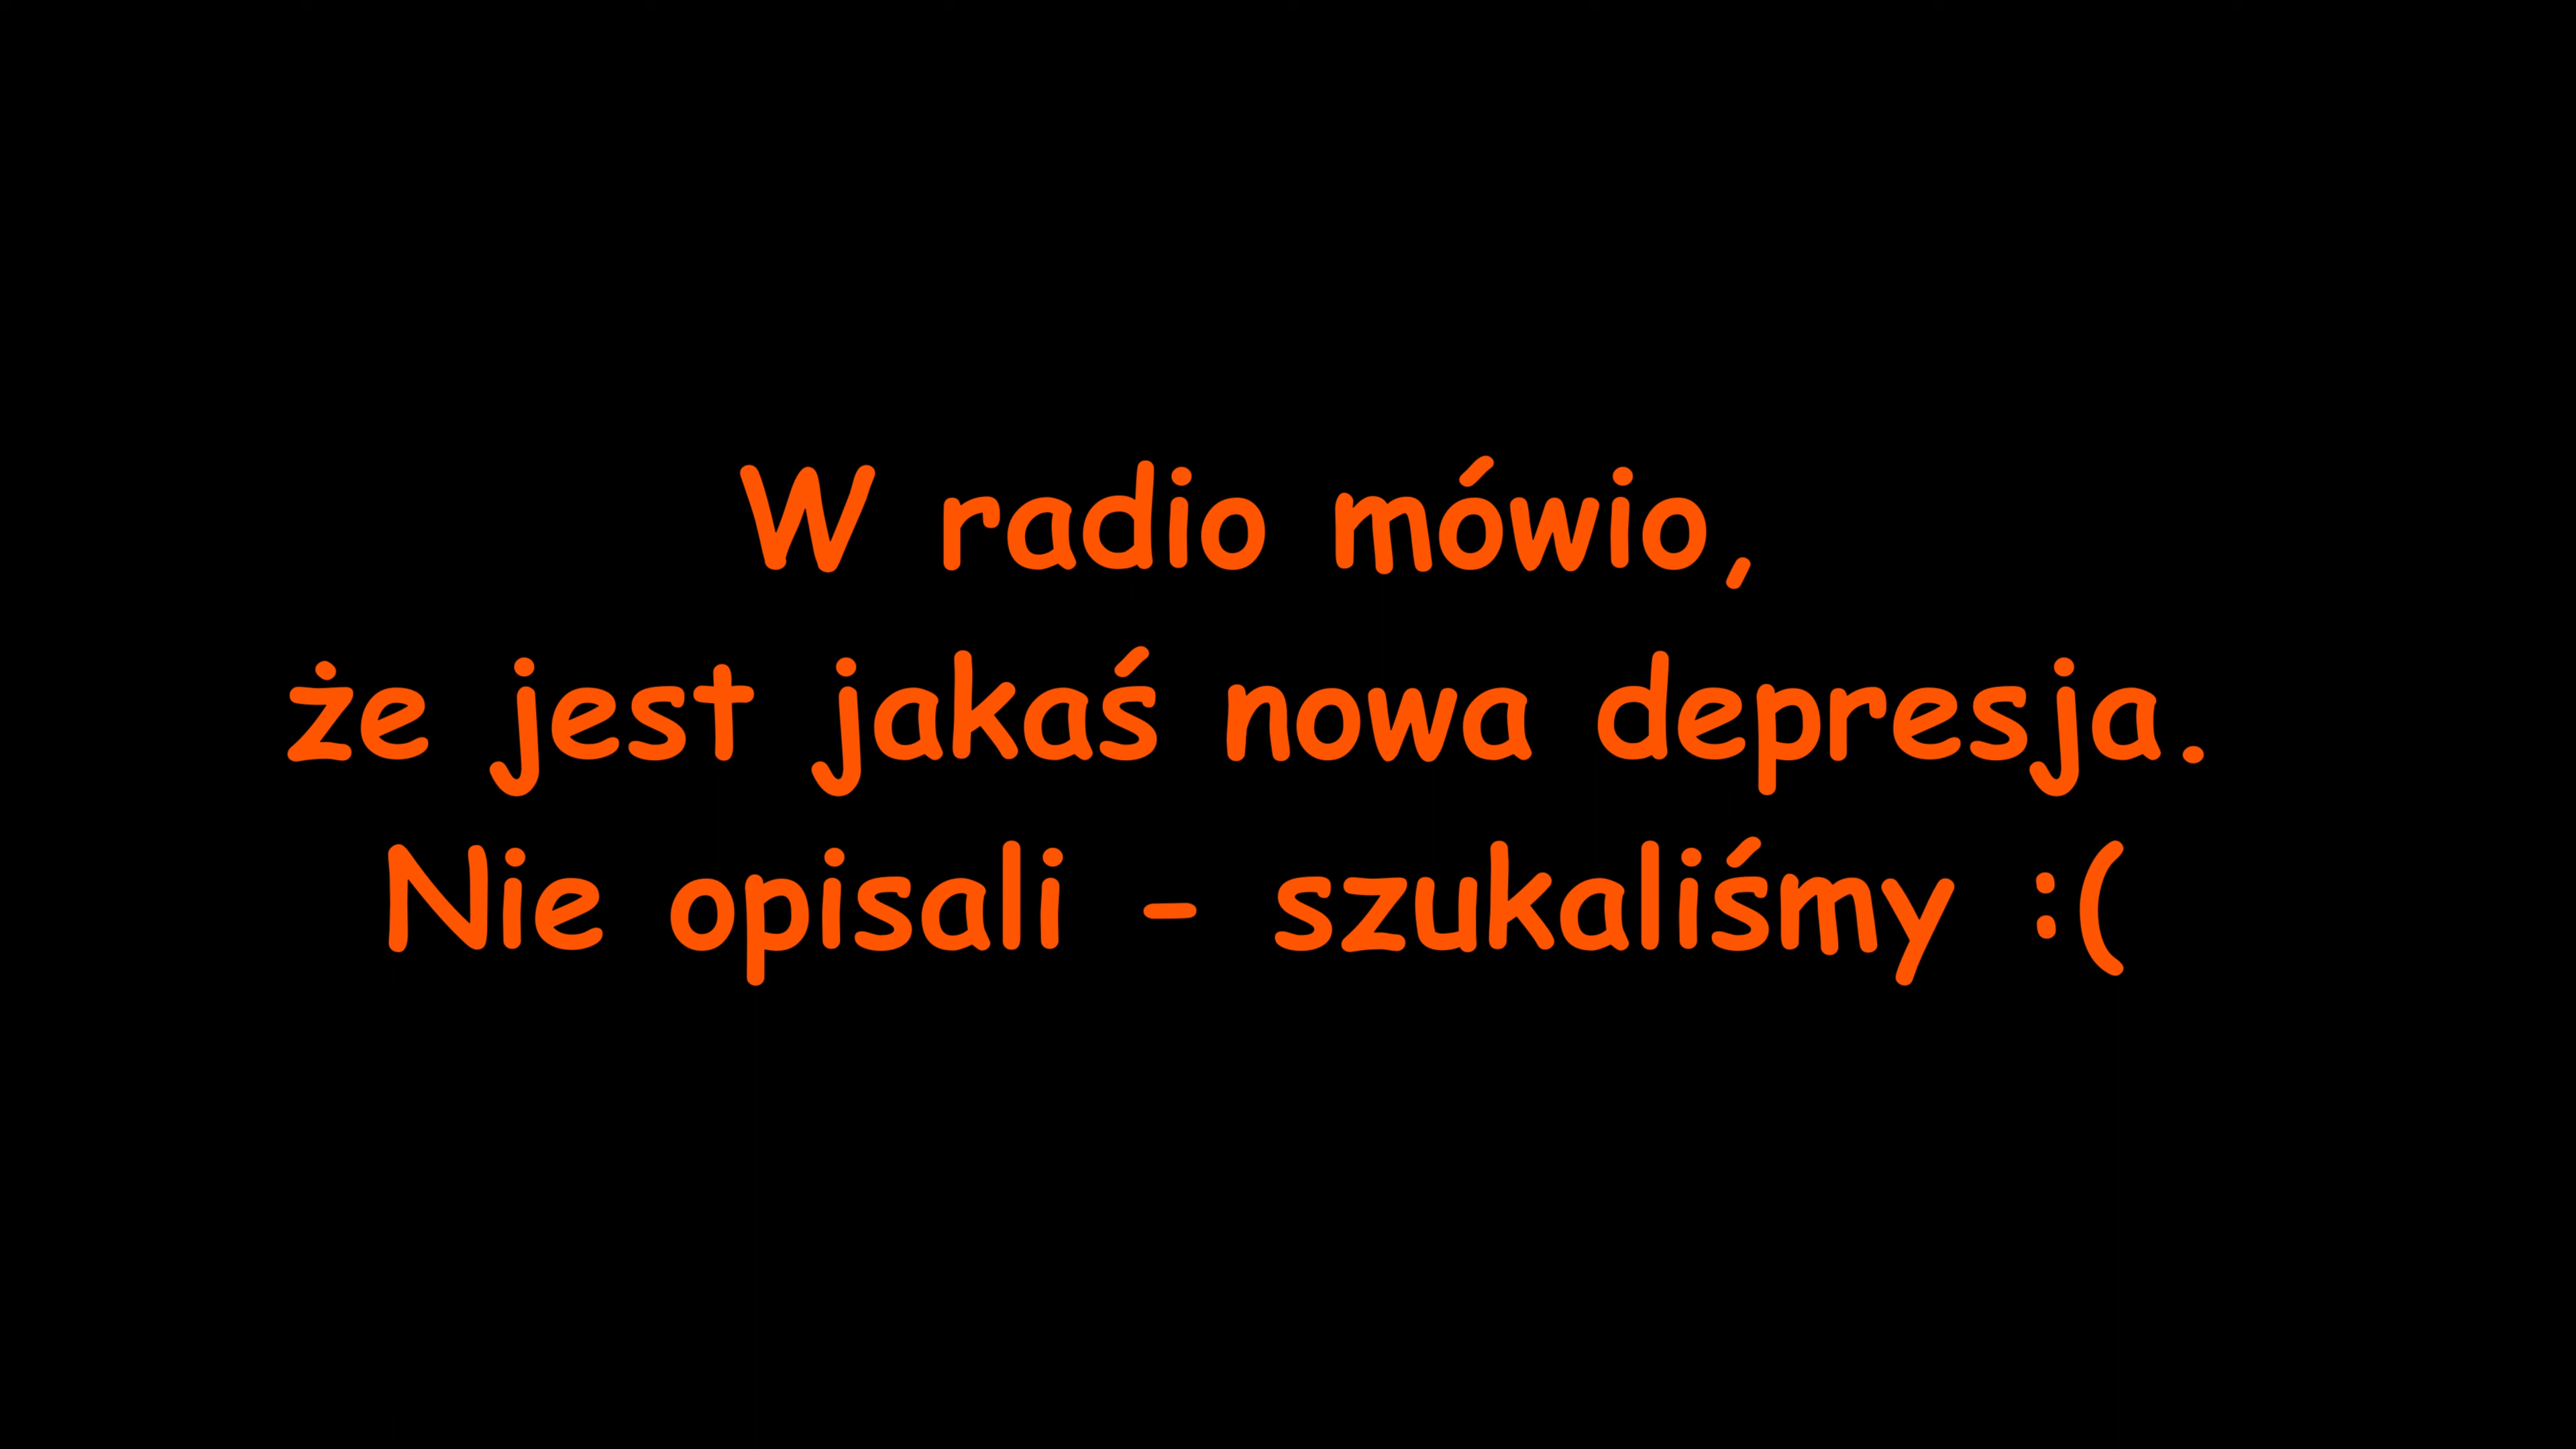 W radio mówio,
że jest jakaś nowa depresja.
Nie opisali - szukaliśmy :(